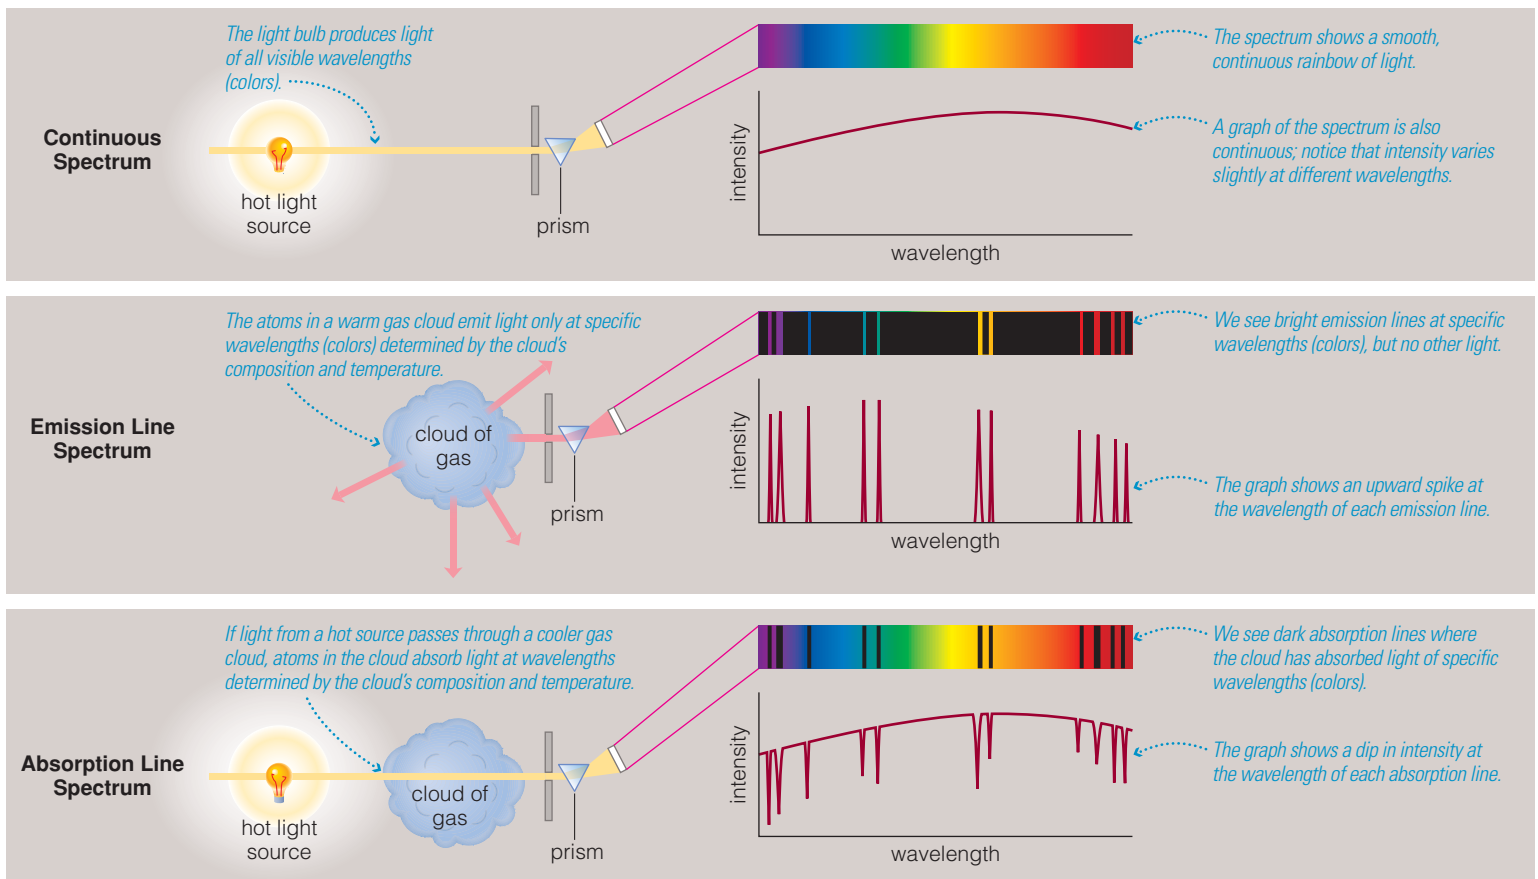 Continuous
Spectrum
The light bulb produces light
of all visible wavelengths
(colors).
hot light
source
prism
intensity
wavelength
The spectrum shows a smooth,
continuous rainbow of light.
A graph of the spectrum is also
continuous; notice that intensity varies
slightly at different wavelengths.
Emission Line
Spectrum
The atoms in a warm gas cloud emit light only at specific
wavelengths (colors) determined by the cloud's
composition and temperature.
cloud of
gas
prism
intensity
wavelength
We see bright emission lines at specific
wavelengths (colors), but no other light.
The graph shows an upward spike at
the wavelength of each emission line.
Absorption Line
Spectrum
If light from a hot source passes through a cooler gas
cloud, atoms in the cloud absorb light at wavelengths
determined by the cloud's composition and temperature.
hot light
source
cloud of
gas
prism
intensity
wavelength
We see dark absorption lines where
the cloud has absorbed light of specific
wavelengths (colors).
The graph shows a dip in intensity at
the wavelength of each absorption line.